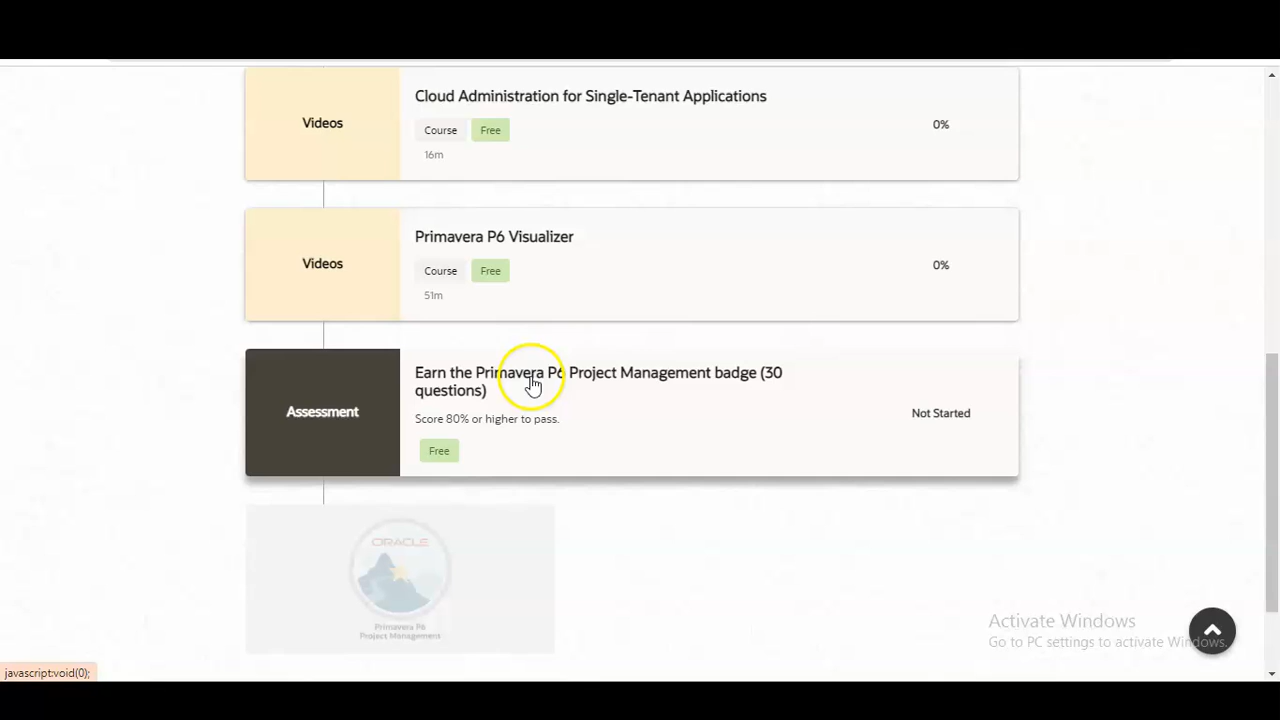 Videos
Cloud Administration for Single-Tenant Applications
Course Free
16m
0%
Videos
Primavera P6 Visualizer
Course Free
51m
0%
Assessment
Earn the Primavera P6 Project Management badge (30
questions)
Score 80% or higher to pass.
Free
Not Started
ORACLE
Primavera P6
Project Management
Activate Windows
Go to PC settings to activate Windows.
javascript:void(0);